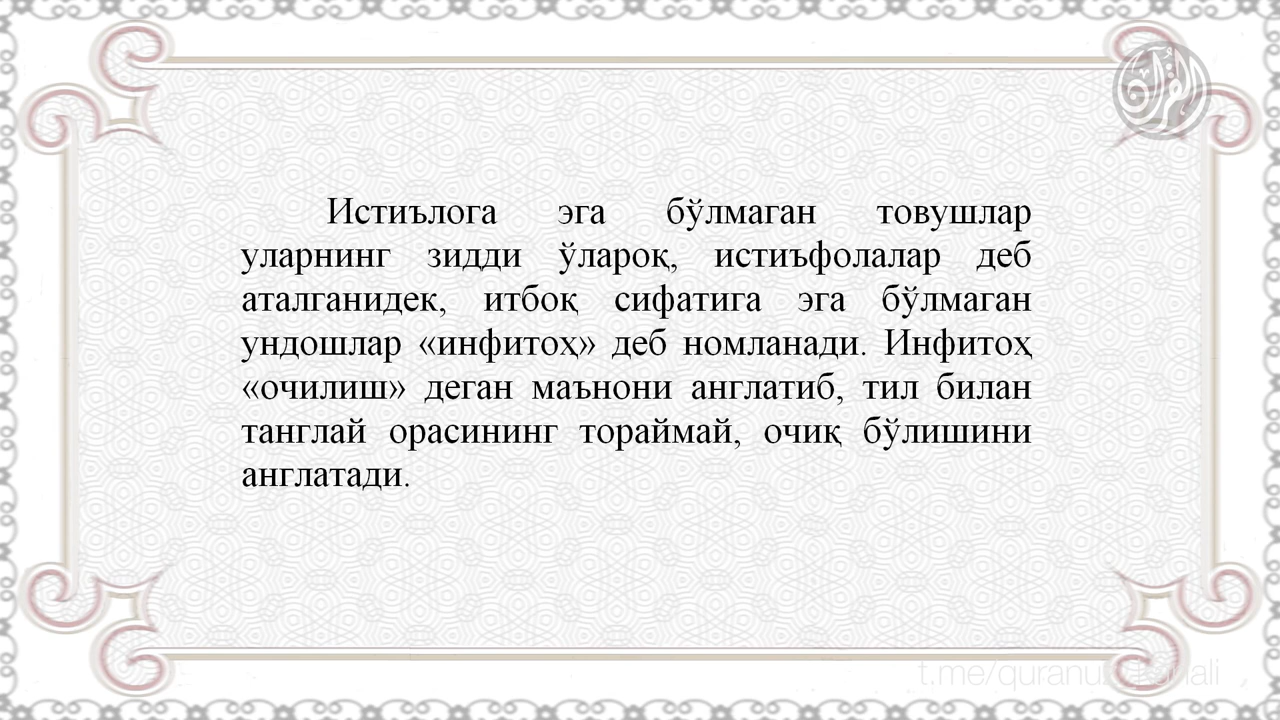 Истиълога эга бўлмаган товушлар
уларнинг зидди ўлароқ, истиъфолалар деб
аталганидек, итбоқ сифатига эга бўлмаган
ундошлар «инфитоҳ» деб номланади. Инфитоҳ
«очилиш» деган маънони англатиб, тил билан
танглай орасининг тораймай, очиқ бўлишини
англатади.
القرآن